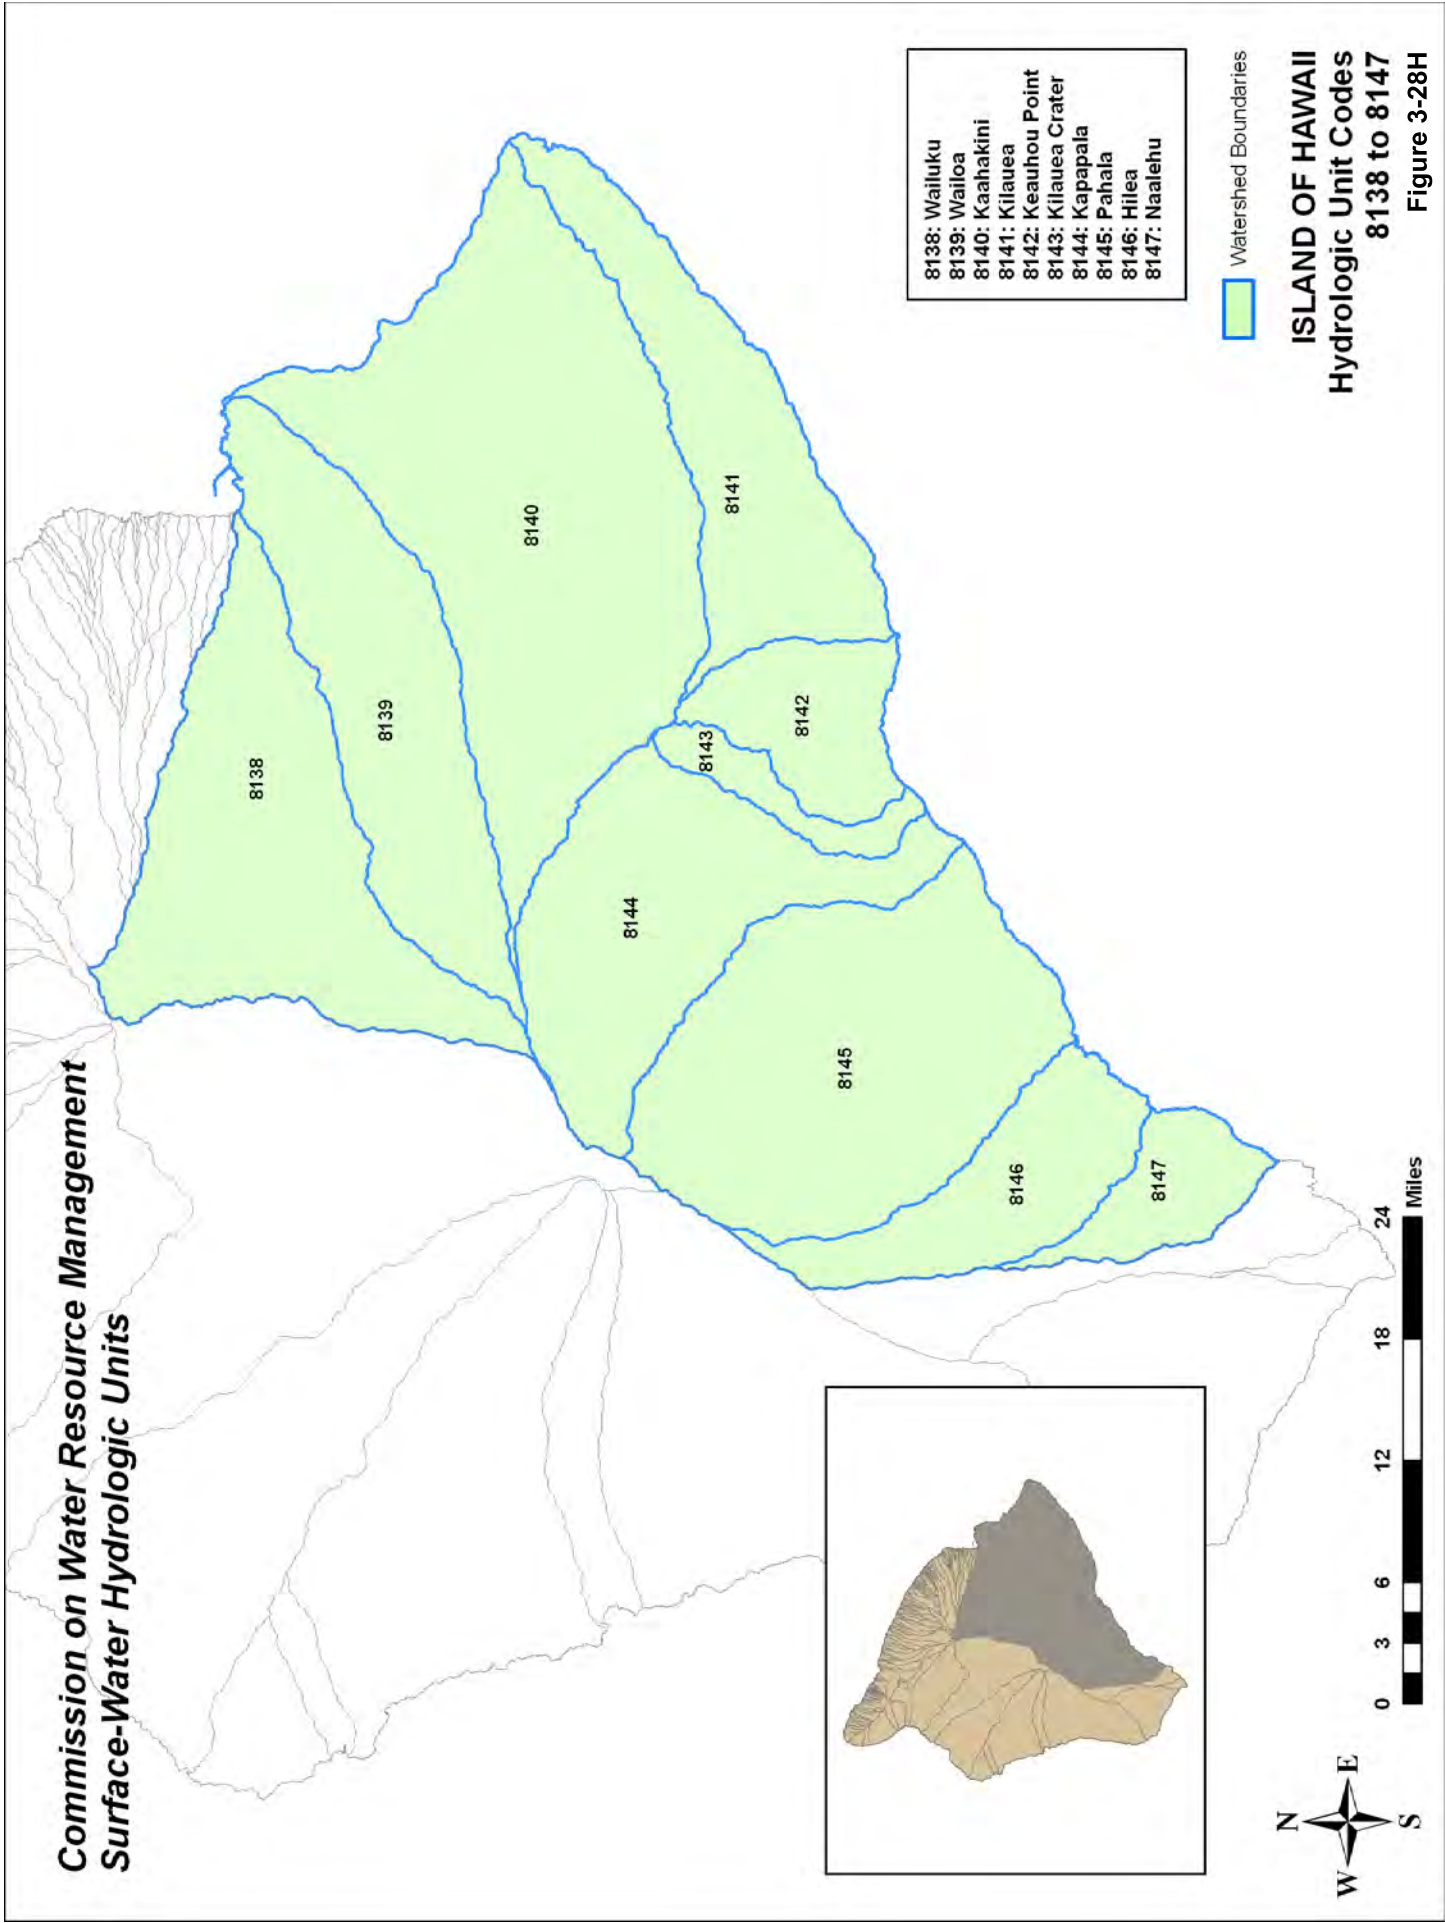 Commission on Water Resource Management
Surface-Water Hydrologic Units
8138
8139
8140
8141
8142
8143
8144
8145
8146
8147
8138: Wailuku
8139: Wailoa
8140: Kaahakini
8141: Kilauea
8142: Keauhou Point
8143: Kilauea Crater
8144: Kapapala
8145: Pahala
8146: Hilea
8147: Naalehu
Watershed Boundaries
ISLAND OF HAWAII
Hydrologic Unit Codes
8138 to 8147
Figure 3-28H
N
W E
S
0 3 6 12 18 24
Miles